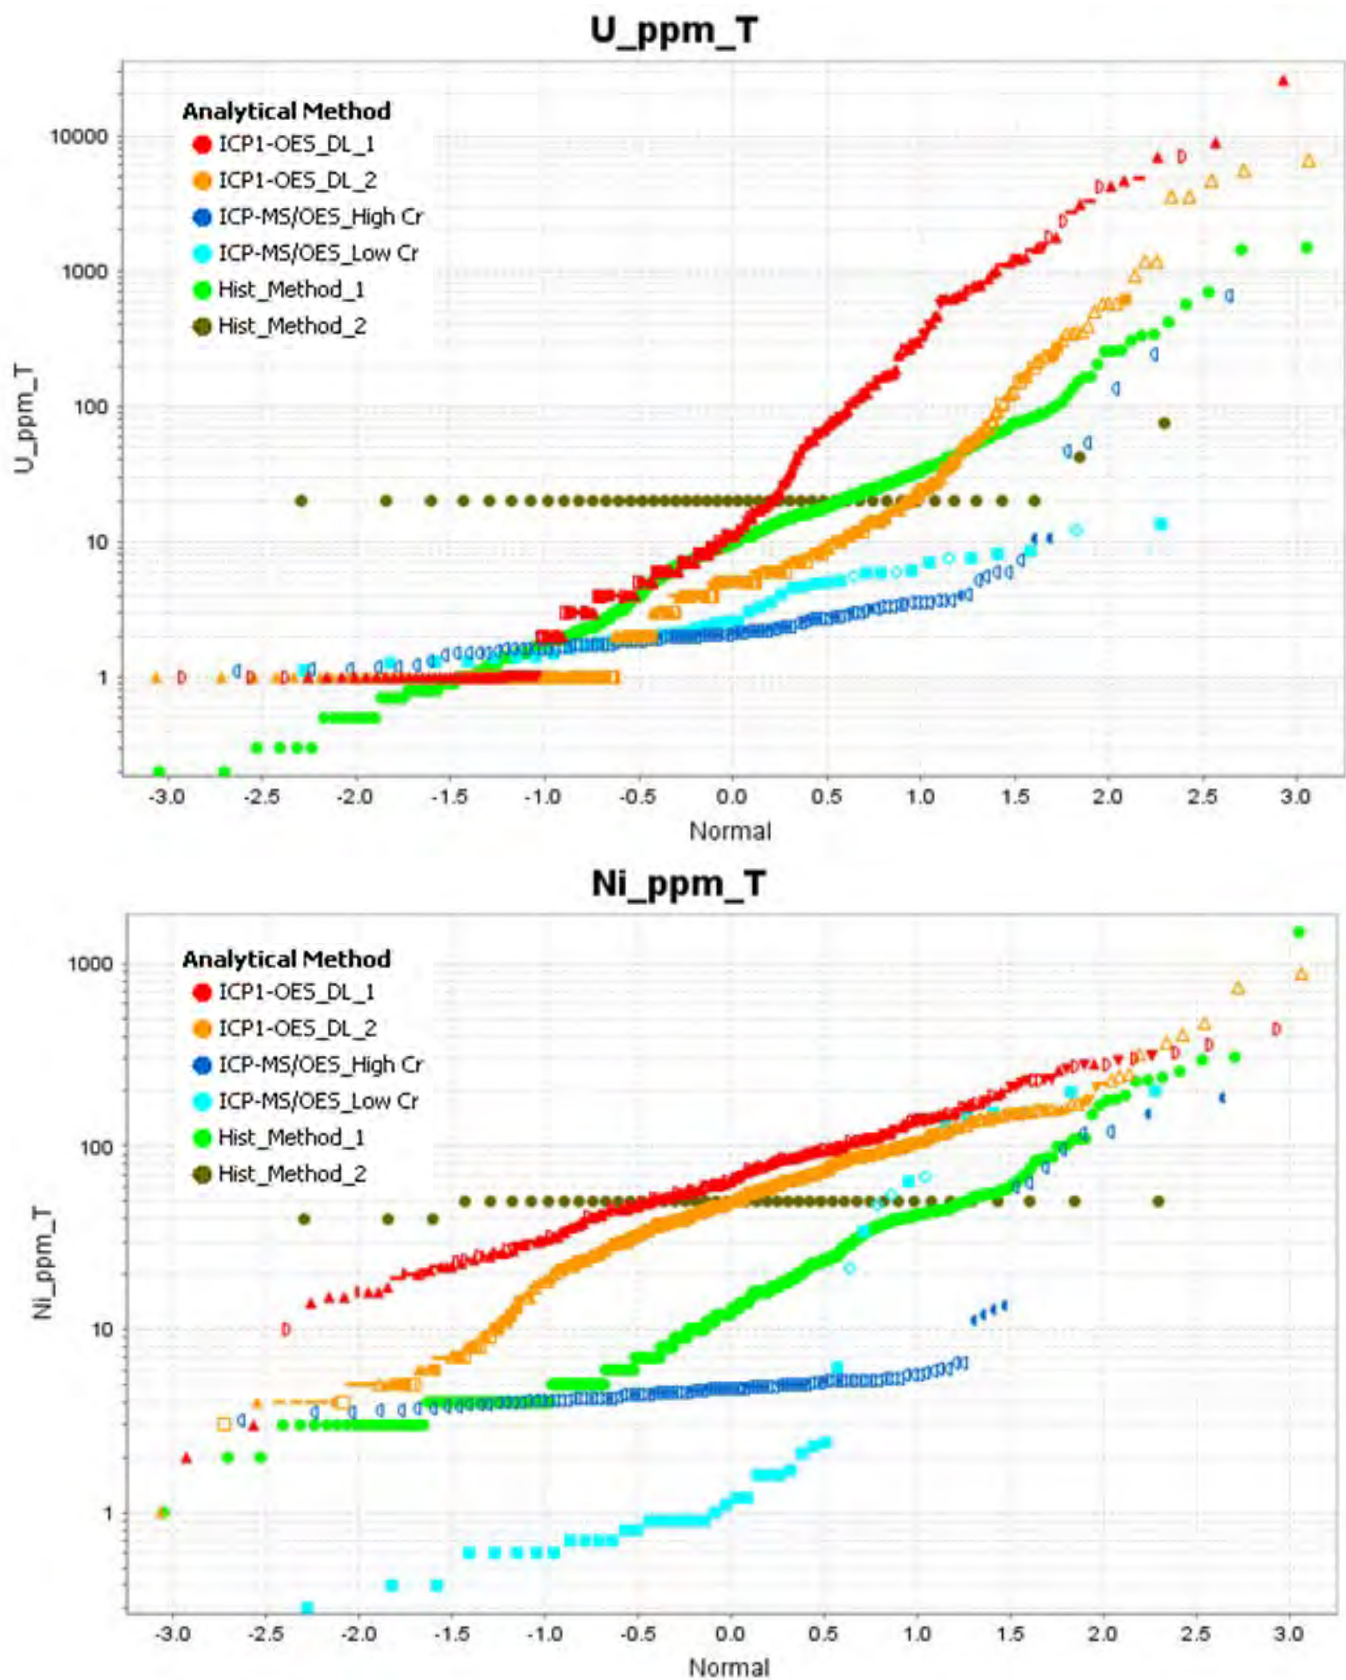 U_ppm_T
Analytical Method
ICP1-OES_DL_1
ICP1-OES_DL_2
ICP-MS/OES_High Cr
ICP-MS/OES_Low Cr
Hist_Method_1
Hist_Method_2
10000
1000
100
10
1
U_ppm_T
-3.0 -2.5 -2.0 -1.5 -1.0 -0.5 0.0 0.5 1.0 1.5 2.0 2.5 3.0
Normal
Ni_ppm_T
Analytical Method
ICP1-OES_DL_1
ICP1-OES_DL_2
ICP-MS/OES_High Cr
ICP-MS/OES_Low Cr
Hist_Method_1
Hist_Method_2
1000
100
10
1
Ni_ppm_T
-3.0 -2.5 -2.0 -1.5 -1.0 -0.5 0.0 0.5 1.0 1.5 2.0 2.5 3.0
Normal